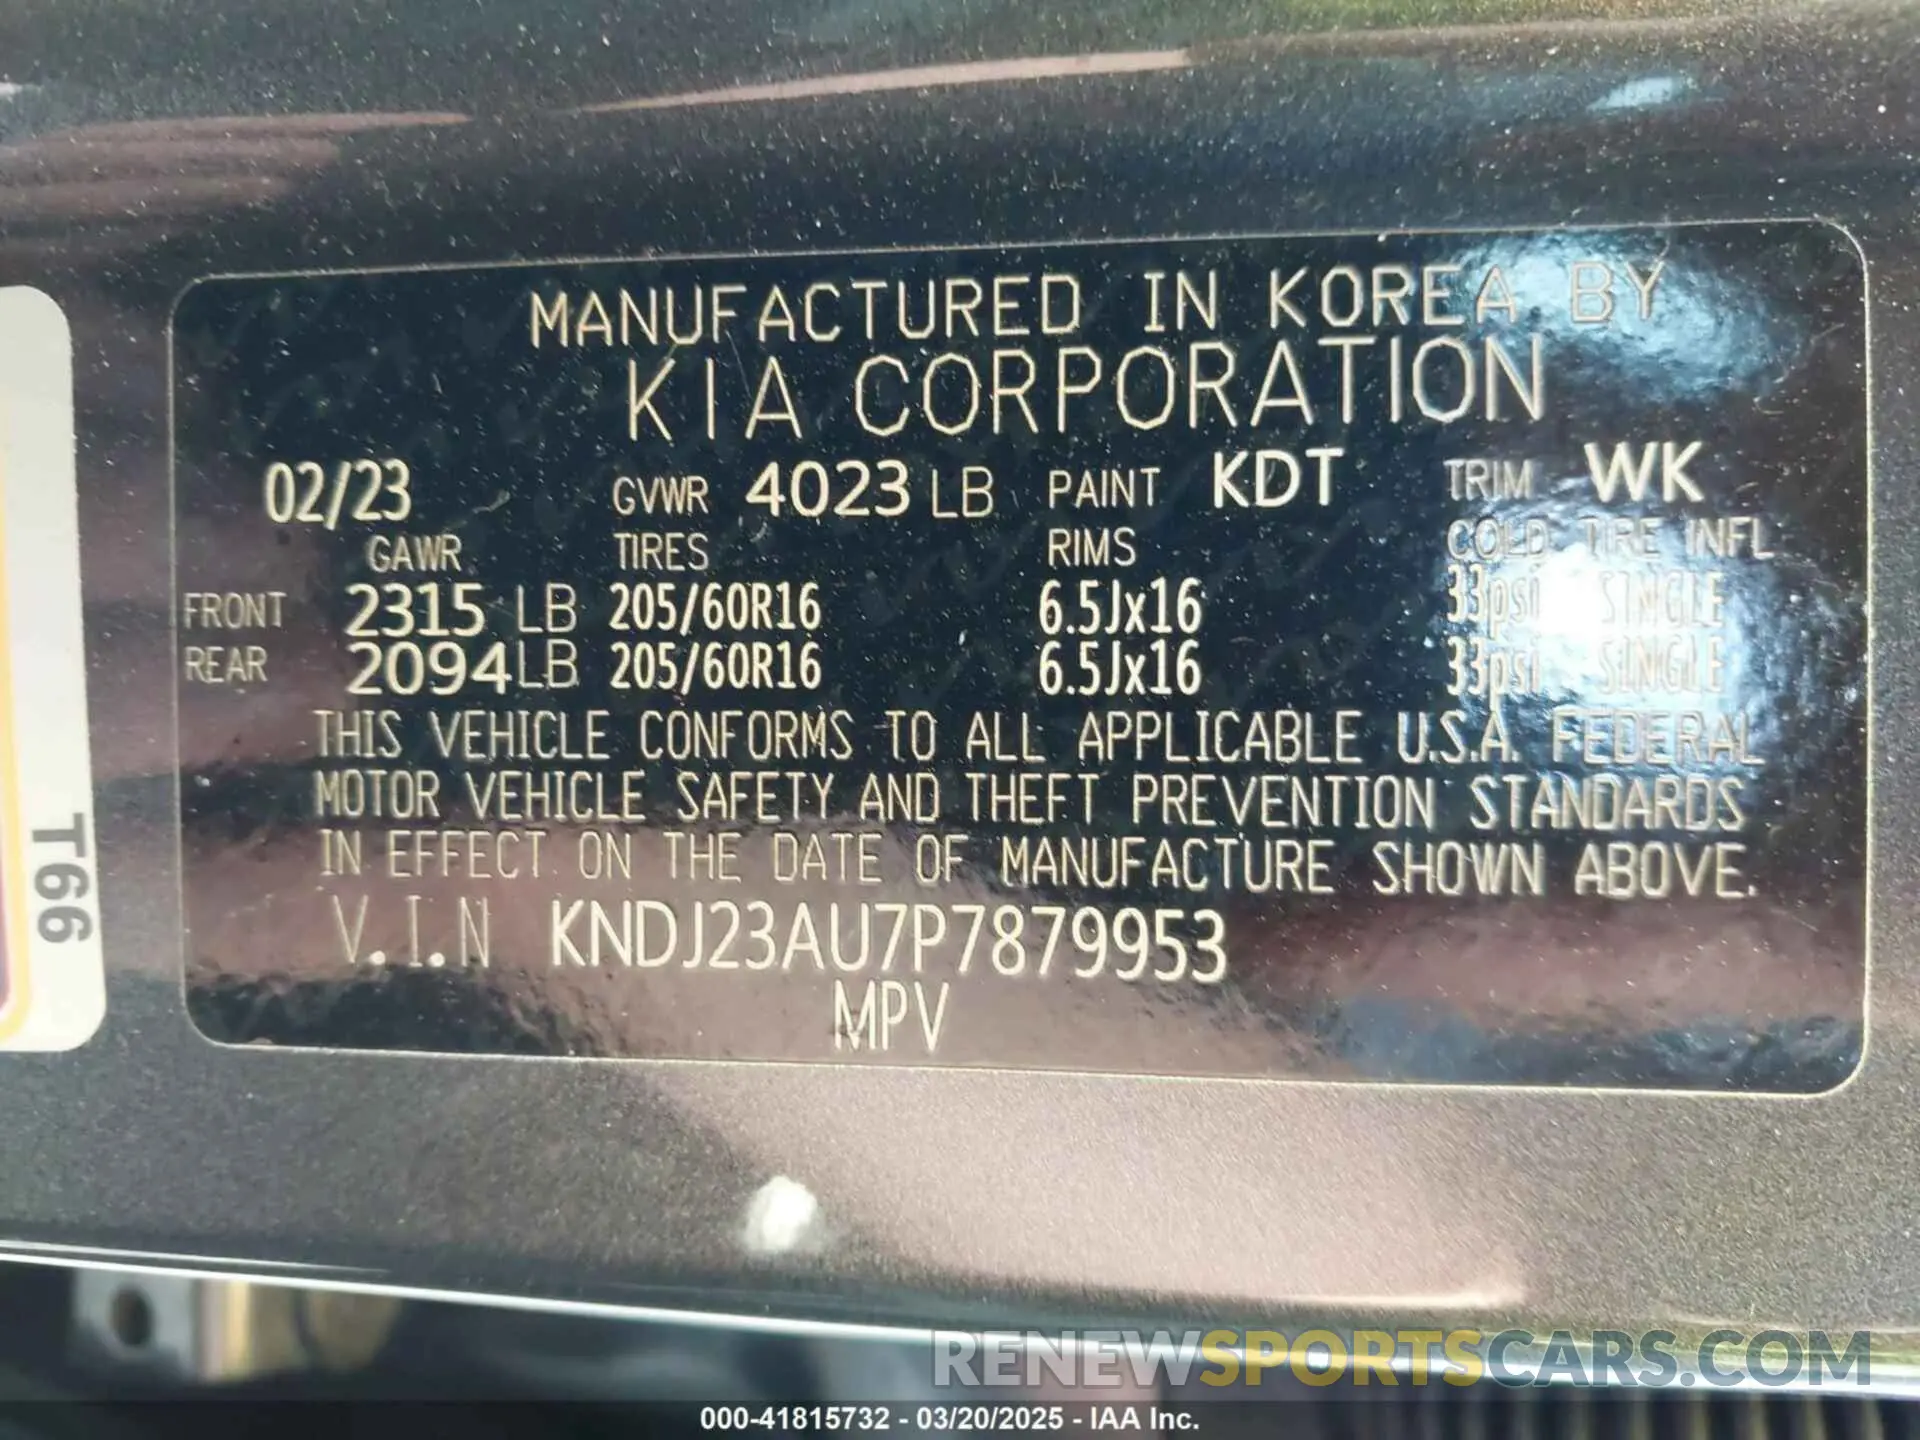 MANUFACTURED IN KOREA BY
KIA CORPORATION
02/23 GVWR 4023 LB PAINT KDT TRIM WK
GAWR TIRES RIMS COLD TIRE INFL
FRONT 2315 LB 205/60R16 6.5Jx16 33psi SINGLE
REAR 2094 LB 205/60R16 6.5Jx16 33psi SINGLE
THIS VEHICLE CONFORMS TO ALL APPLICABLE U.S.A. FEDERAL
MOTOR VEHICLE SAFETY AND THEFT PREVENTION STANDARDS
IN EFFECT ON THE DATE OF MANUFACTURE SHOWN ABOVE.
V.I.N KNDJ23AU7P7879953
MPV
T66
RENEWSPORTSCARS.COM
000-41815732 - 03/20/2025 - IAA Inc.